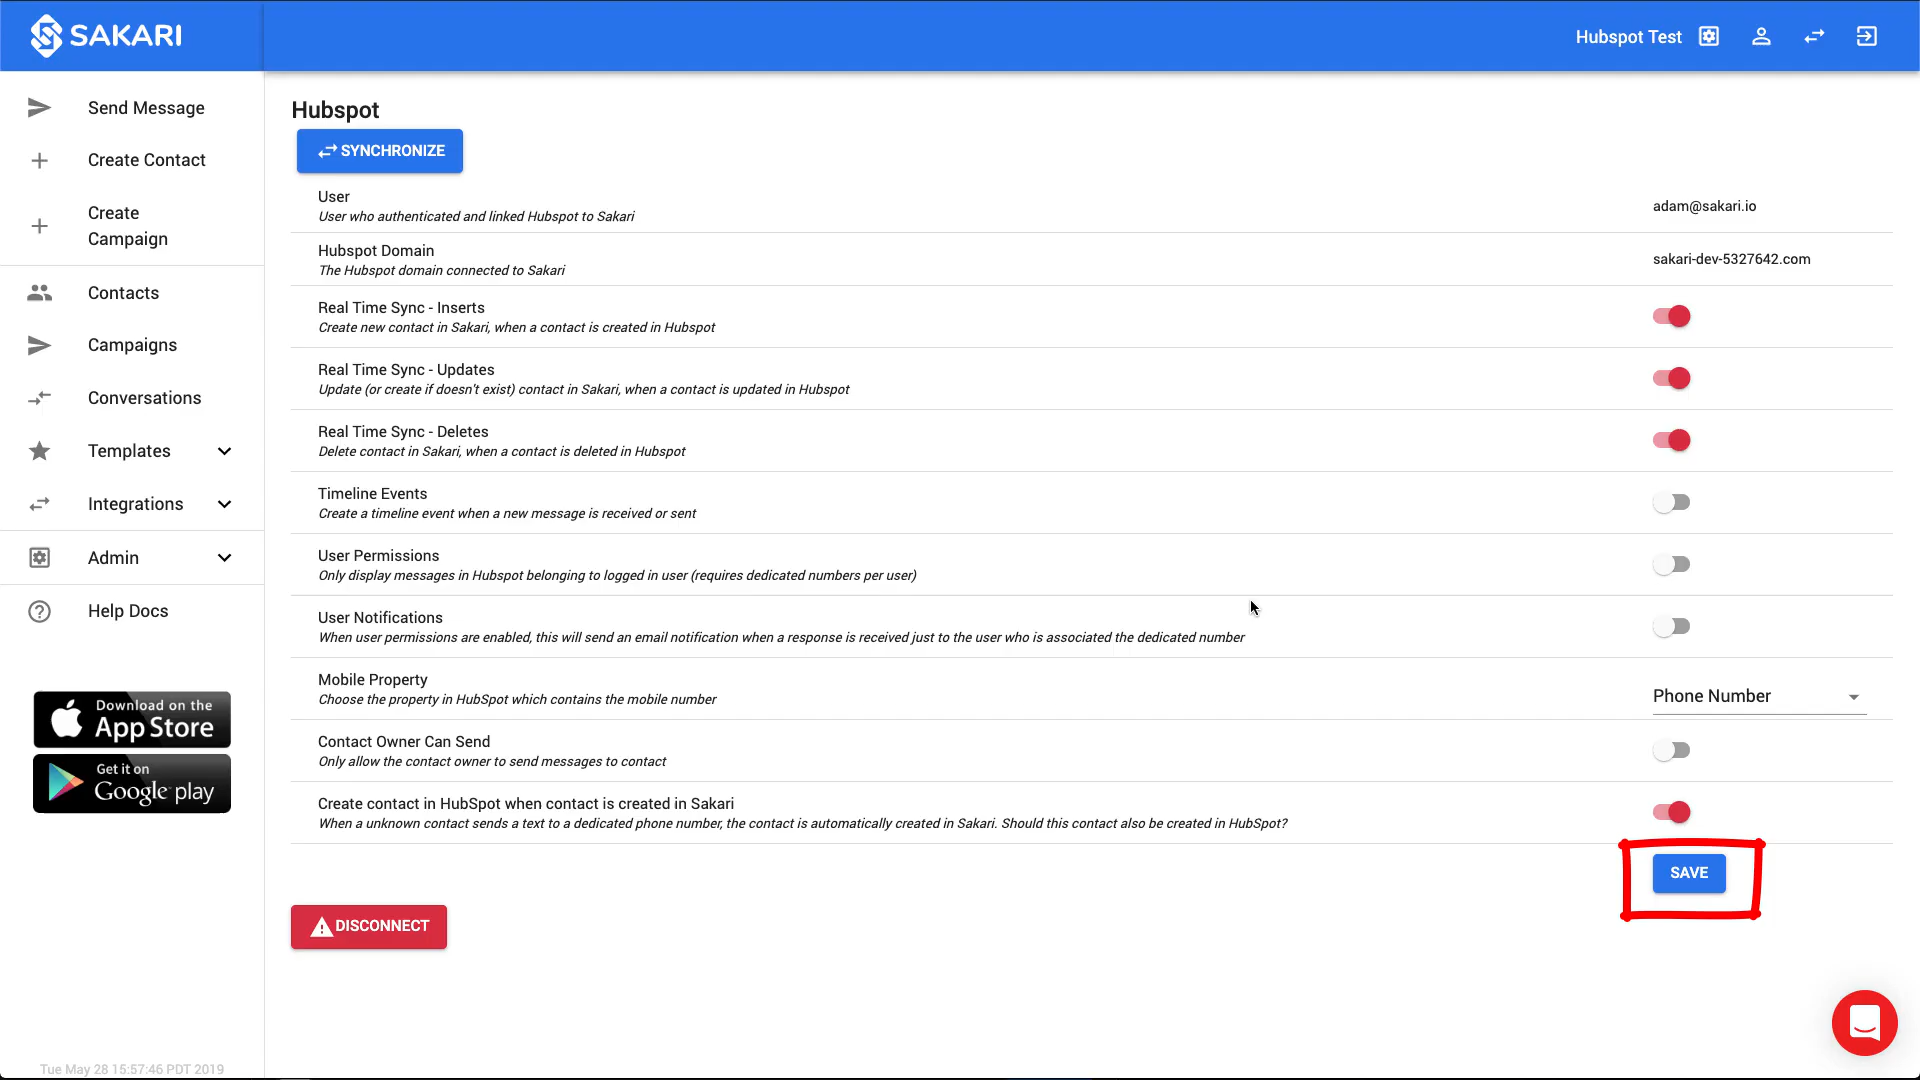 SAKARI
Hubspot Test
Send Message
Create Contact
Create
Campaign
Contacts
Campaigns
Conversations
Templates
Integrations
Admin
Help Docs
Download on the
App Store
Get it on
Google play
Tue May 28 15:57:46 PDT 2019
Hubspot
SYNCHRONIZE
User
User who authenticated and linked Hubspot to Sakari
adam@sakari.io
Hubspot Domain
The Hubspot domain connected to Sakari
sakari-dev-5327642.com
Real Time Sync - Inserts
Create new contact in Sakari, when a contact is created in Hubspot
Real Time Sync - Updates
Update (or create if doesn't exist) contact in Sakari, when a contact is updated in Hubspot
Real Time Sync - Deletes
Delete contact in Sakari, when a contact is deleted in Hubspot
Timeline Events
Create a timeline event when a new message is received or sent
User Permissions
Only display messages in Hubspot belonging to logged in user (requires dedicated numbers per user)
User Notifications
When user permissions are enabled, this will send an email notification when a response is received just to the user who is associated the dedicated number
Mobile Property
Choose the property in HubSpot which contains the mobile number
Phone Number
Contact Owner Can Send
Only allow the contact owner to send messages to contact
Create contact in HubSpot when contact is created in Sakari
When a unknown contact sends a text to a dedicated phone number, the contact is automatically created in Sakari. Should this contact also be created in HubSpot?
SAVE
DISCONNECT